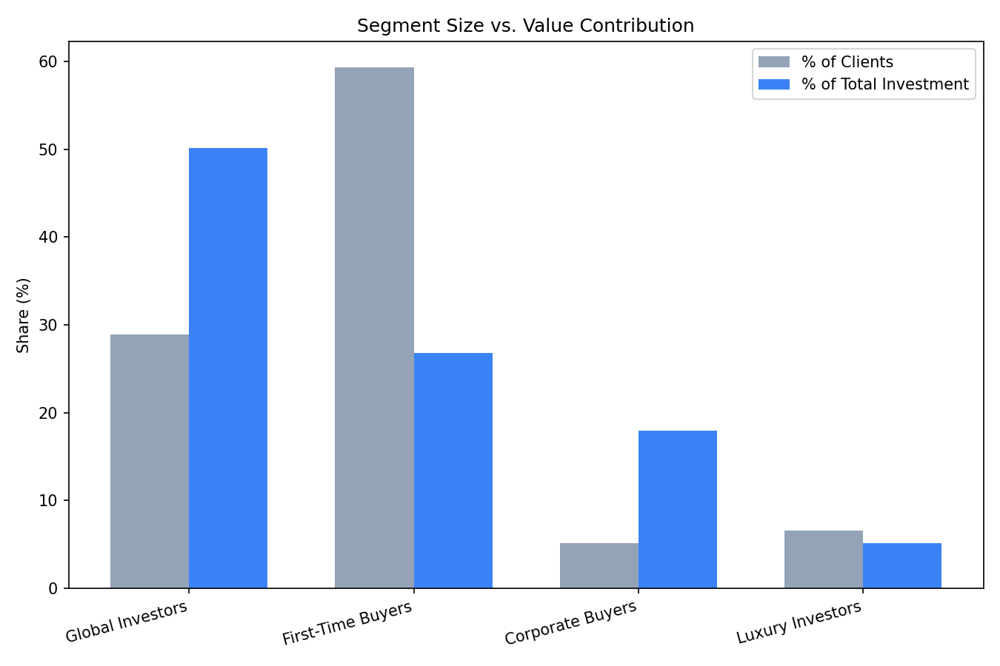 Segment Size vs. Value Contribution
% of Clients
% of Total Investment
Share (%)
60
50
40
30
20
10
0
Global Investors
First-Time Buyers
Corporate Buyers
Luxury Investors